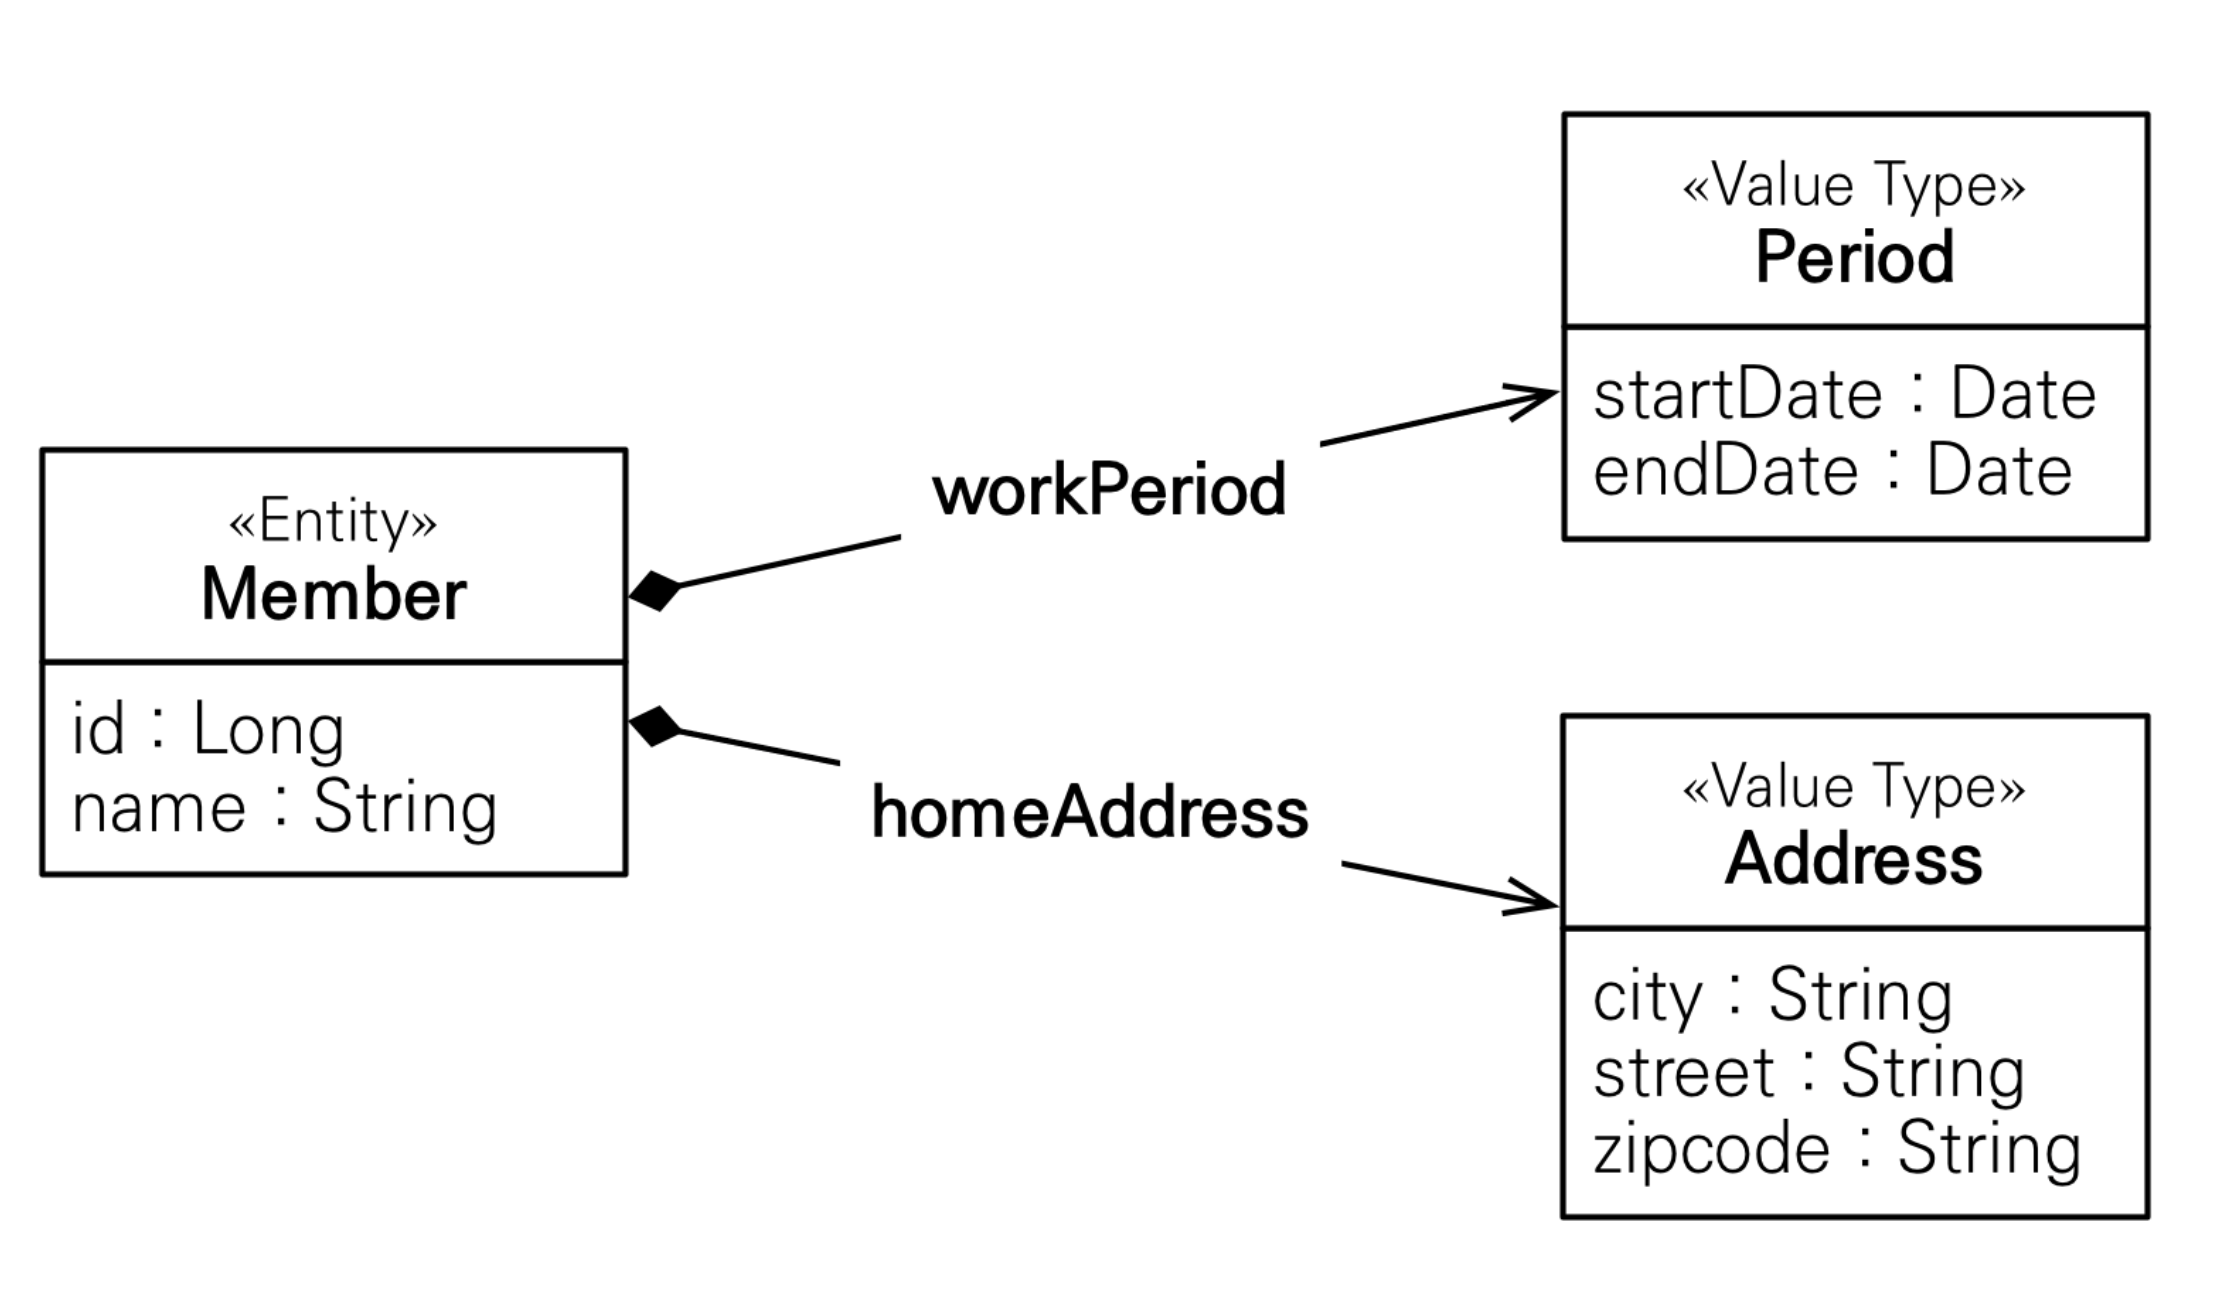 «Entity»
Member
id : Long
name : String
workPeriod
homeAddress
«Value Type»
Period
startDate : Date
endDate : Date
«Value Type»
Address
city : String
street : String
zipcode : String